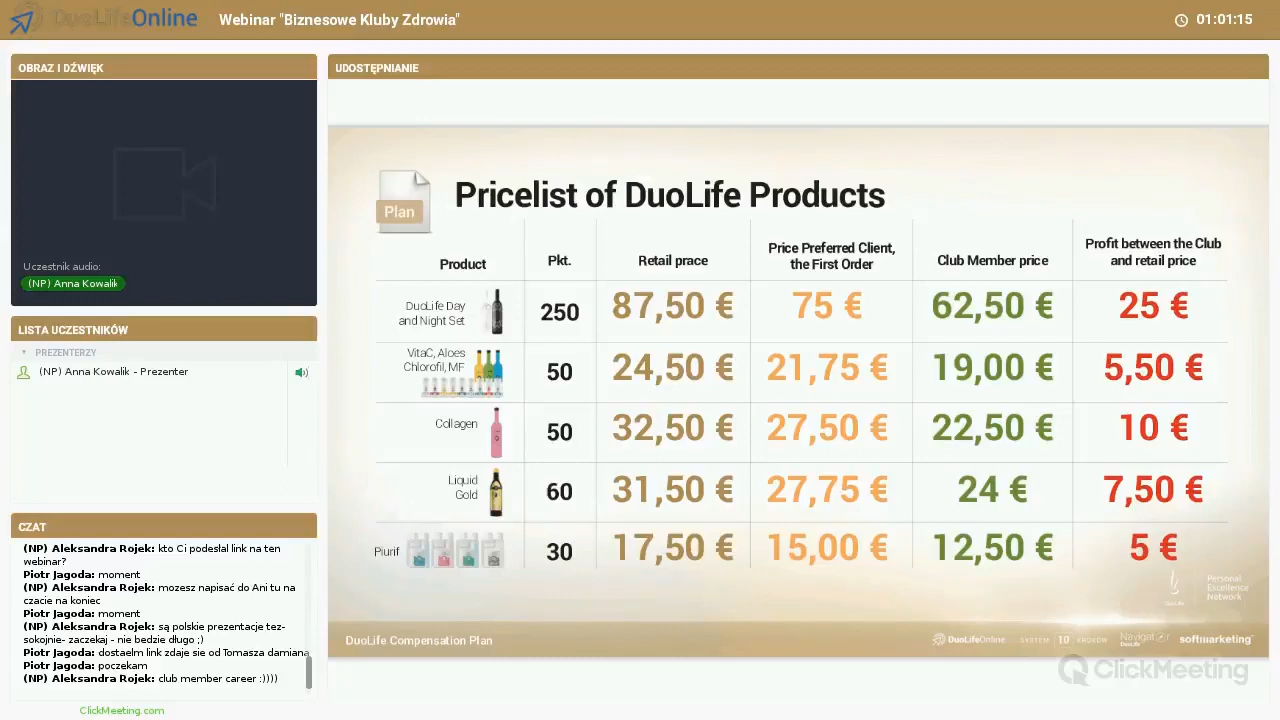 DuoLifeOnline
Webinar "Biznesowe Kluby Zdrowia"
01:01:15
OBRAZ I DŹWIĘK
Uczestnik audio:
(NP) Anna Kowalik
LISTA UCZESTNIKÓW
PREZENTERZY
(NP) Anna Kowalik - Prezenter
CZAT
(NP) Aleksandra Rojek: kto Ci podesłal link na ten
webinar?
Piotr Jagoda: moment
(NP) Aleksandra Rojek: mozesz napisać do Ani tu na
czacie na koniec
Piotr Jagoda: moment
(NP) Aleksandra Rojek: są polskie prezentacje tez-
sokojnie- zaczekaj - nie bedzie długo ;)
Piotr Jagoda: dostaelm link zdaje sie od Tomasza damiana
Piotr Jagoda: poczekam
(NP) Aleksandra Rojek: club member career :))))
ClickMeeting.com
UDOSTĘPNIANIE
Plan
Pricelist of DuoLife Products
Product
Pkt.
Retail prace
Price Preferred Client,
the First Order
Club Member price
Profit between the Club
and retail price
DuoLife Day
and Night Set
250
87,50 €
75 €
62,50 €
25 €
VitaC, Aloes
Chlorofil, MF
50
24,50 €
21,75 €
19,00 €
5,50 €
Collagen
50
32,50 €
27,50 €
22,50 €
10 €
Liquid
Gold
60
31,50 €
27,75 €
24 €
7,50 €
Piurif
30
17,50 €
15,00 €
12,50 €
5 €
DuoLife
Personal
Excellence
Network
DuoLife Compensation Plan
DuoLifeOnline
SYSTEM 10 KROKÓW
Navigator
DuoLife
softmarketing
ClickMeeting